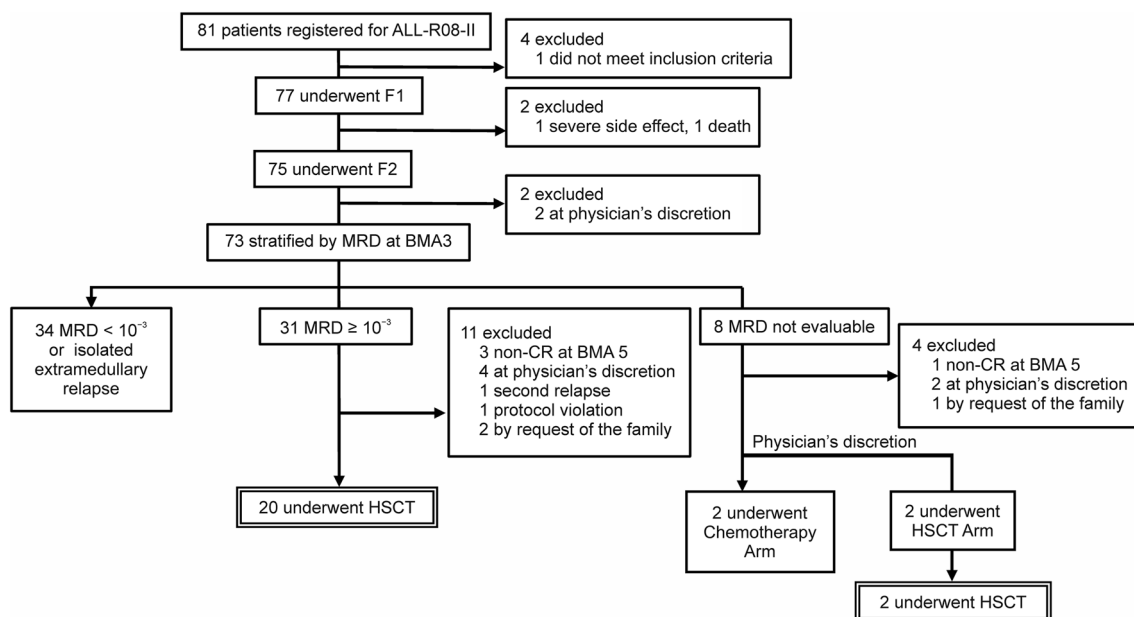 81 patients registered for ALL-R08-II
4 excluded
1 did not meet inclusion criteria
77 underwent F1
2 excluded
1 severe side effect, 1 death
75 underwent F2
2 excluded
2 at physician’s discretion
73 stratified by MRD at BMA3
34 MRD < 10⁻³
or isolated
extramedullary
relapse
31 MRD ≥ 10⁻³
11 excluded
3 non-CR at BMA 5
4 at physician’s discretion
1 second relapse
1 protocol violation
2 by request of the family
8 MRD not evaluable
4 excluded
1 non-CR at BMA 5
2 at physician’s discretion
1 by request of the family
Physician’s discretion
20 underwent HSCT
2 underwent
Chemotherapy
Arm
2 underwent
HSCT Arm
2 underwent HSCT